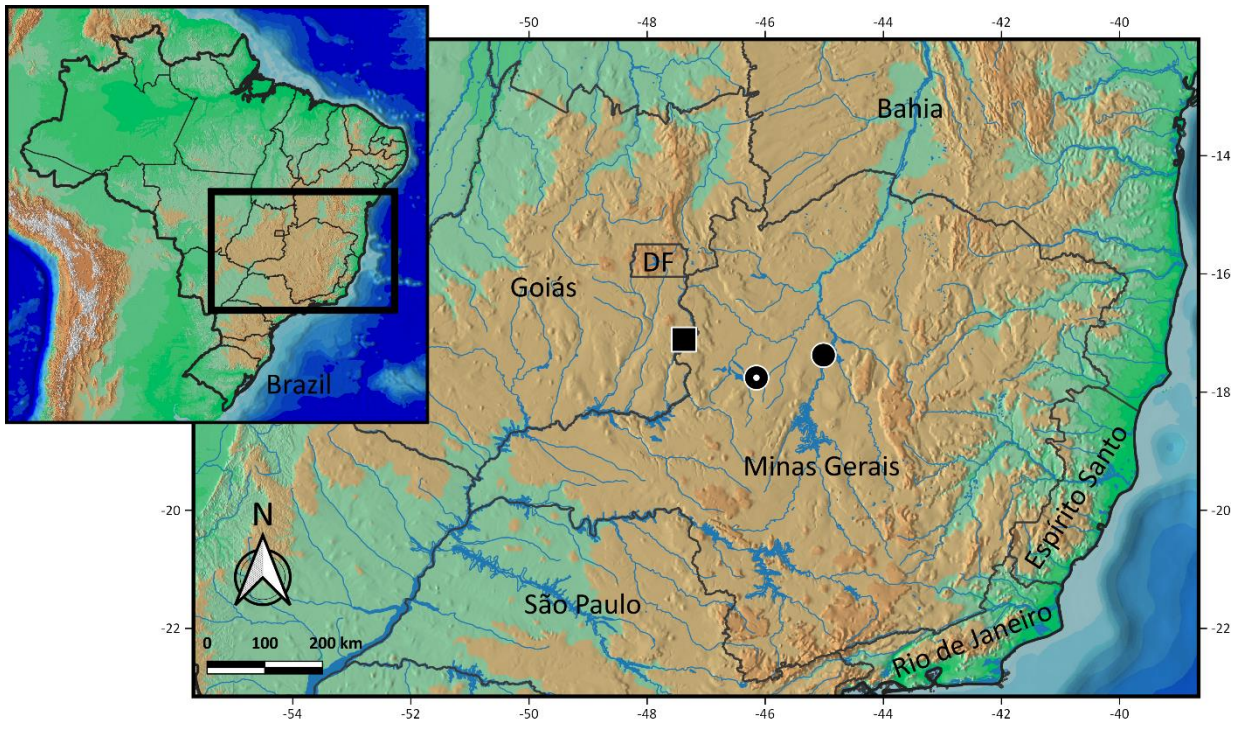 -50 -48 -46 -44 -42 -40
Bahia
-14
DF
Goiás
-16
Brazil
-18
Minas Gerais
Espírito Santo
-20 -20
N
São Paulo
Rio de Janeiro
-22 -22
0 100 200 km
-54 -52 -50 -48 -46 -44 -42 -40